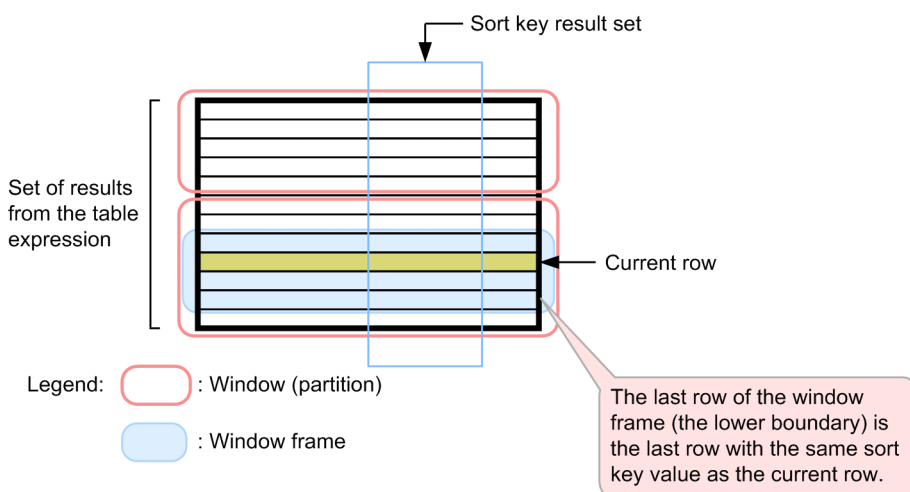 Sort key result set
Set of results
from the table
expression
Current row
Legend:
: Window (partition)
: Window frame
The last row of the window
frame (the lower boundary) is
the last row with the same sort
key value as the current row.